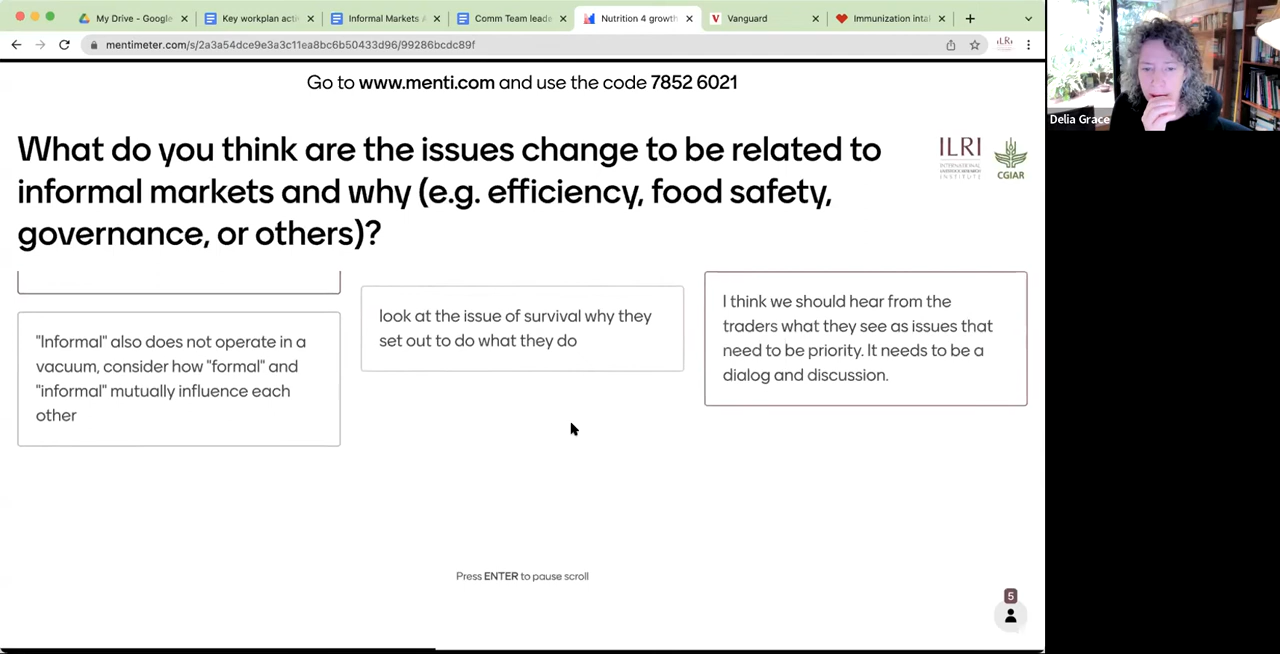 My Drive - Google
Key workplan acti
Informal Markets A
Comm Team lead
Nutrition 4 growth
Vanguard
Immunization inta
mentimeter.com/s/2a3a54dce9e3a3c11ea8bc6b50433d96/99286bcdc89f
Go to www.menti.com and use the code 7852 6021
What do you think are the issues change to be related to
informal markets and why (e.g. efficiency, food safety,
governance, or others)?
ILRI
INTERNATIONAL
LIVESTOCK RESEARCH
INSTITUTE
CGIAR
"Informal" also does not operate in a
vacuum, consider how "formal" and
"informal" mutually influence each
other
look at the issue of survival why they
set out to do what they do
I think we should hear from the
traders what they see as issues that
need to be priority. It needs to be a
dialog and discussion.
Press ENTER to pause scroll
5
Delia Grace